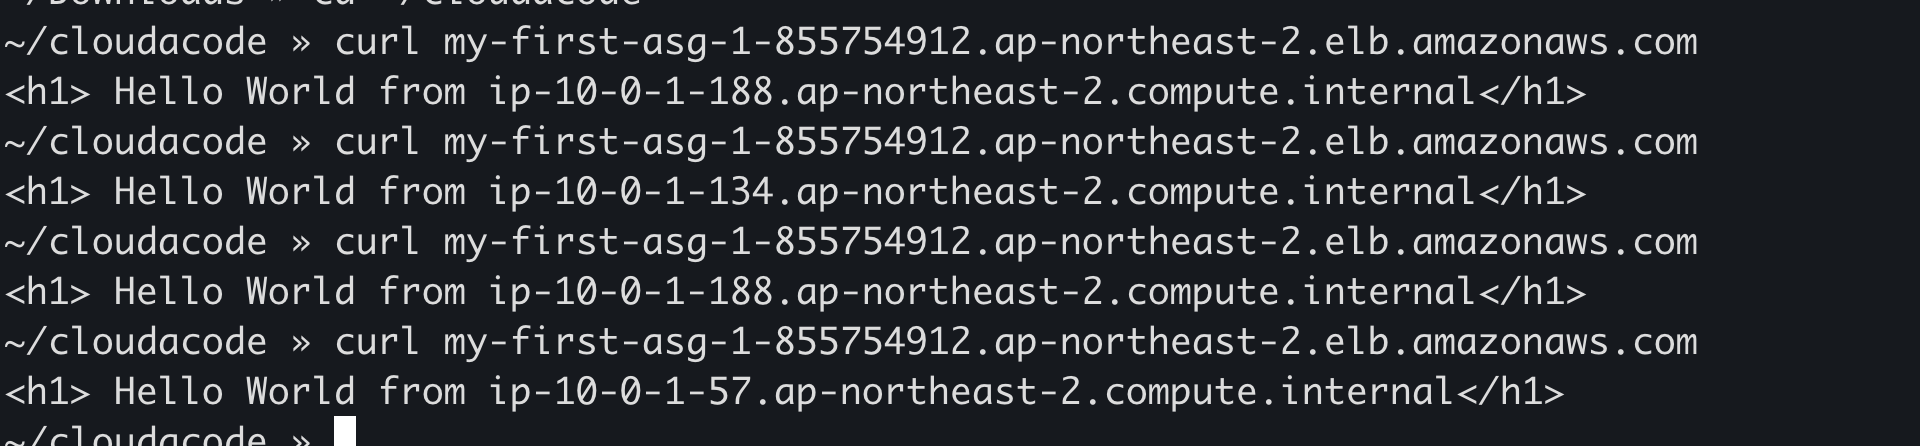 ~/Downloads » cd ~/cloudacode
~/cloudacode » curl my-first-asg-1-855754912.ap-northeast-2.elb.amazonaws.com
<h1> Hello World from ip-10-0-1-188.ap-northeast-2.compute.internal</h1>
~/cloudacode » curl my-first-asg-1-855754912.ap-northeast-2.elb.amazonaws.com
<h1> Hello World from ip-10-0-1-134.ap-northeast-2.compute.internal</h1>
~/cloudacode » curl my-first-asg-1-855754912.ap-northeast-2.elb.amazonaws.com
<h1> Hello World from ip-10-0-1-188.ap-northeast-2.compute.internal</h1>
~/cloudacode » curl my-first-asg-1-855754912.ap-northeast-2.elb.amazonaws.com
<h1> Hello World from ip-10-0-1-57.ap-northeast-2.compute.internal</h1>
~/cloudacode »